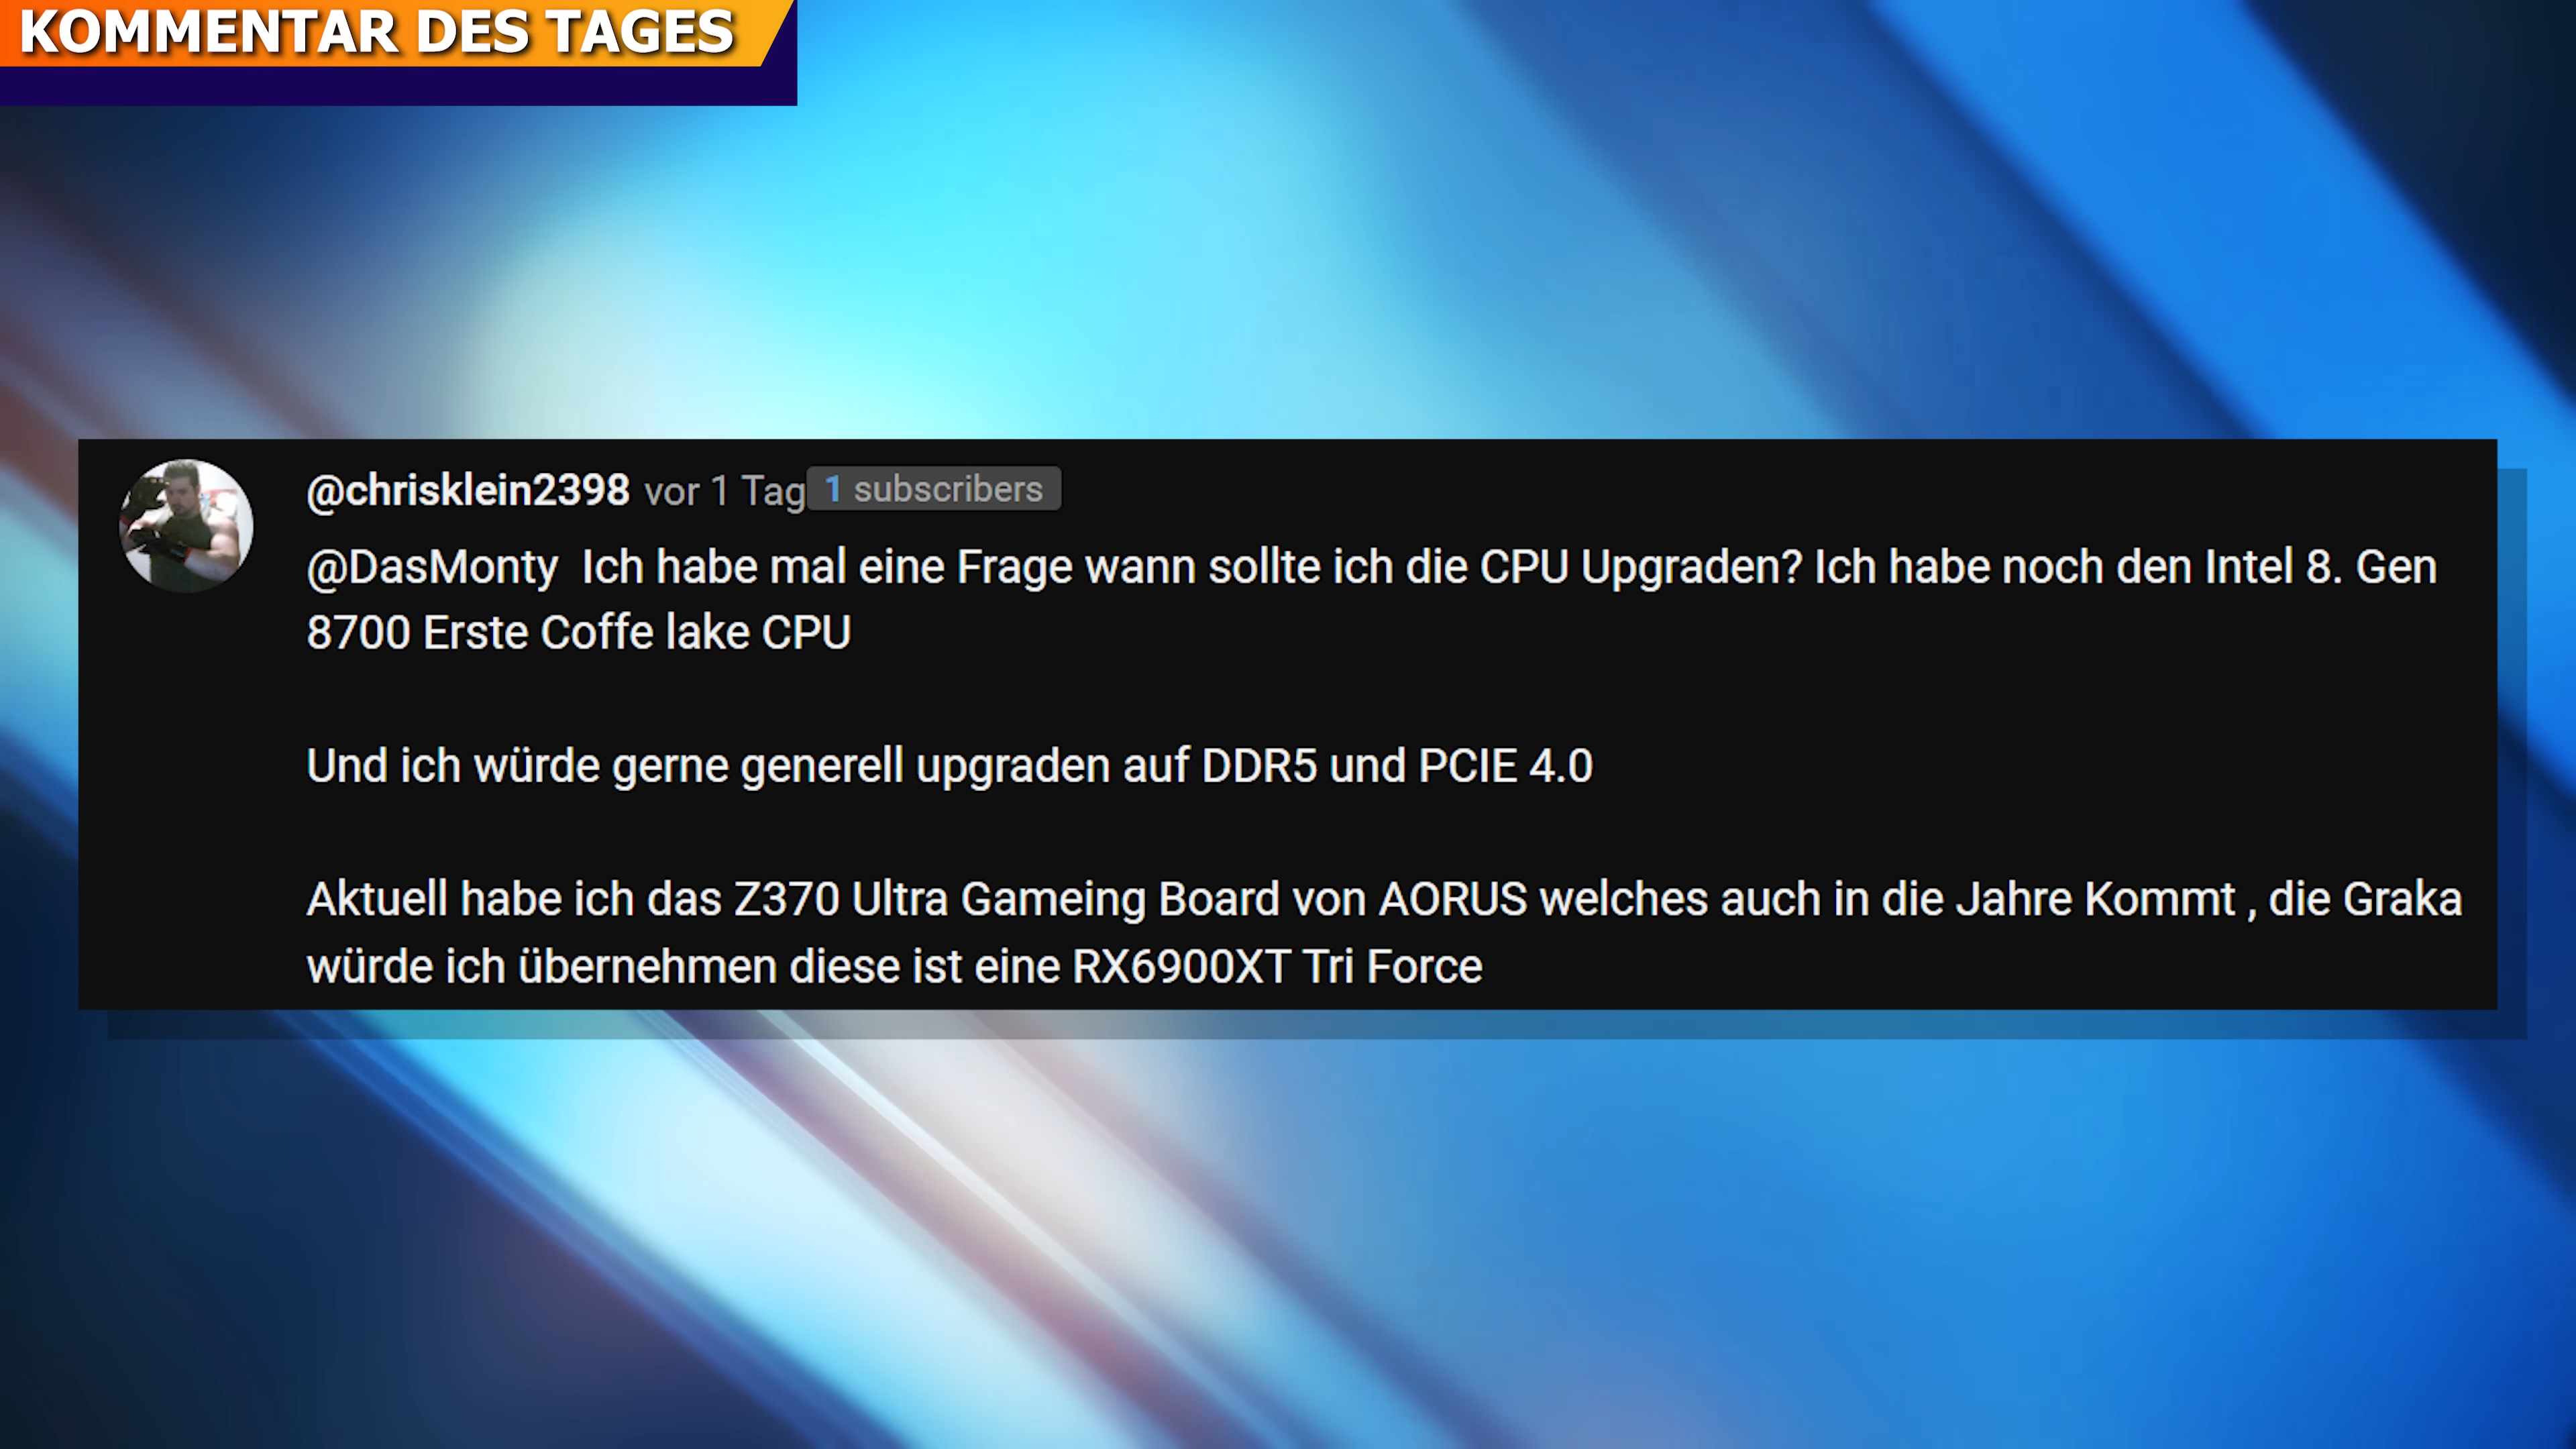 KOMMENTAR DES TAGES
@chrisklein2398 vor 1 Tag 1 subscribers
@DasMonty Ich habe mal eine Frage wann sollte ich die CPU Upgraden? Ich habe noch den Intel 8. Gen
8700 Erste Coffe lake CPU
Und ich würde gerne generell upgraden auf DDR5 und PCIE 4.0
Aktuell habe ich das Z370 Ultra Gameing Board von AORUS welches auch in die Jahre Kommt , die Graka
würde ich übernehmen diese ist eine RX6900XT Tri Force